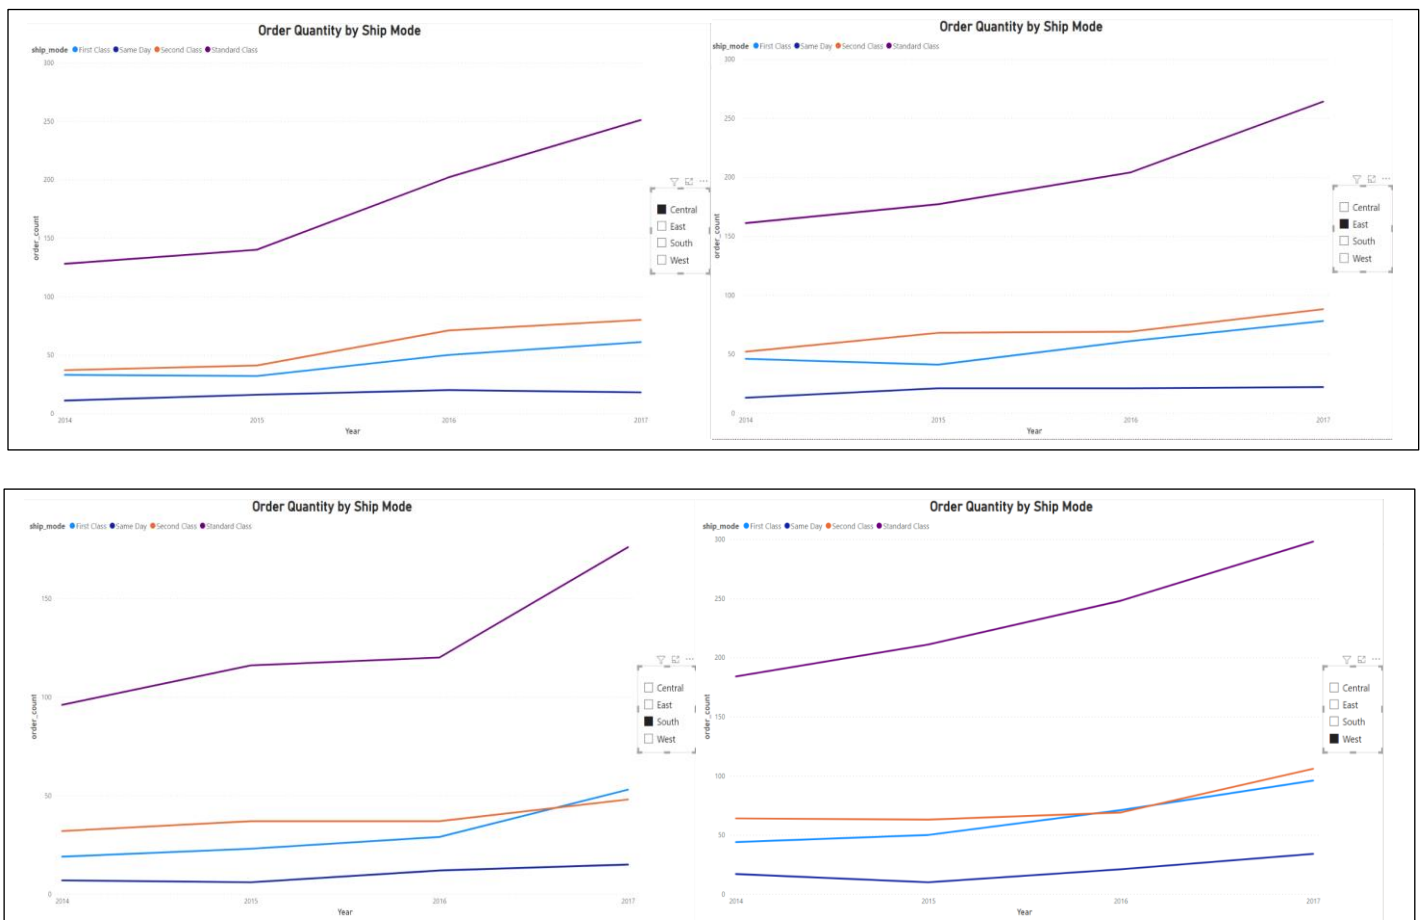 Order Quantity by Ship Mode
ship_mode First Class Same Day Second Class Standard Class
300
250
200
150
100
50
0
order_count
2014 2015 2016 2017
Year
Central
East
South
West
Order Quantity by Ship Mode
ship_mode First Class Same Day Second Class Standard Class
300
250
200
150
100
50
0
order_count
2014 2015 2016 2017
Year
Central
East
South
West
Order Quantity by Ship Mode
ship_mode First Class Same Day Second Class Standard Class
150
100
50
0
order_count
2014 2015 2016 2017
Year
Central
East
South
West
Order Quantity by Ship Mode
ship_mode First Class Same Day Second Class Standard Class
300
250
200
150
100
50
0
order_count
2014 2015 2016 2017
Year
Central
East
South
West